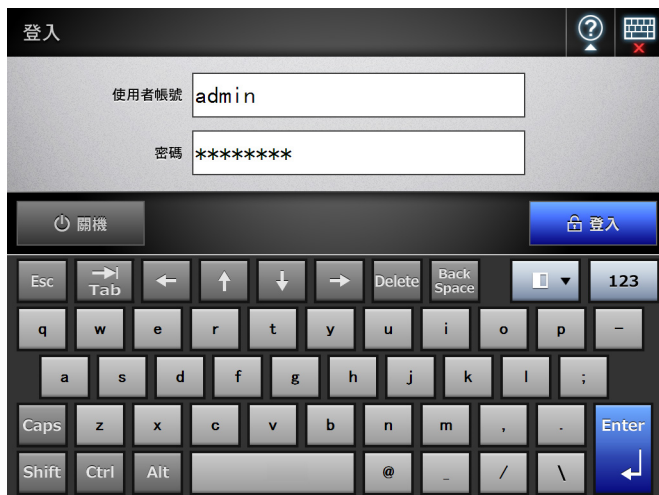 登入
?
使用者帳號 admin
密碼 ********
關機 登入
Esc Tab ← ↑ ↓ → Delete Back Space ▼ 123
q w e r t y u i o p -
a s d f g h j k l ;
Caps z x c v b n m , . Enter
Shift Ctrl Alt @ _ / \